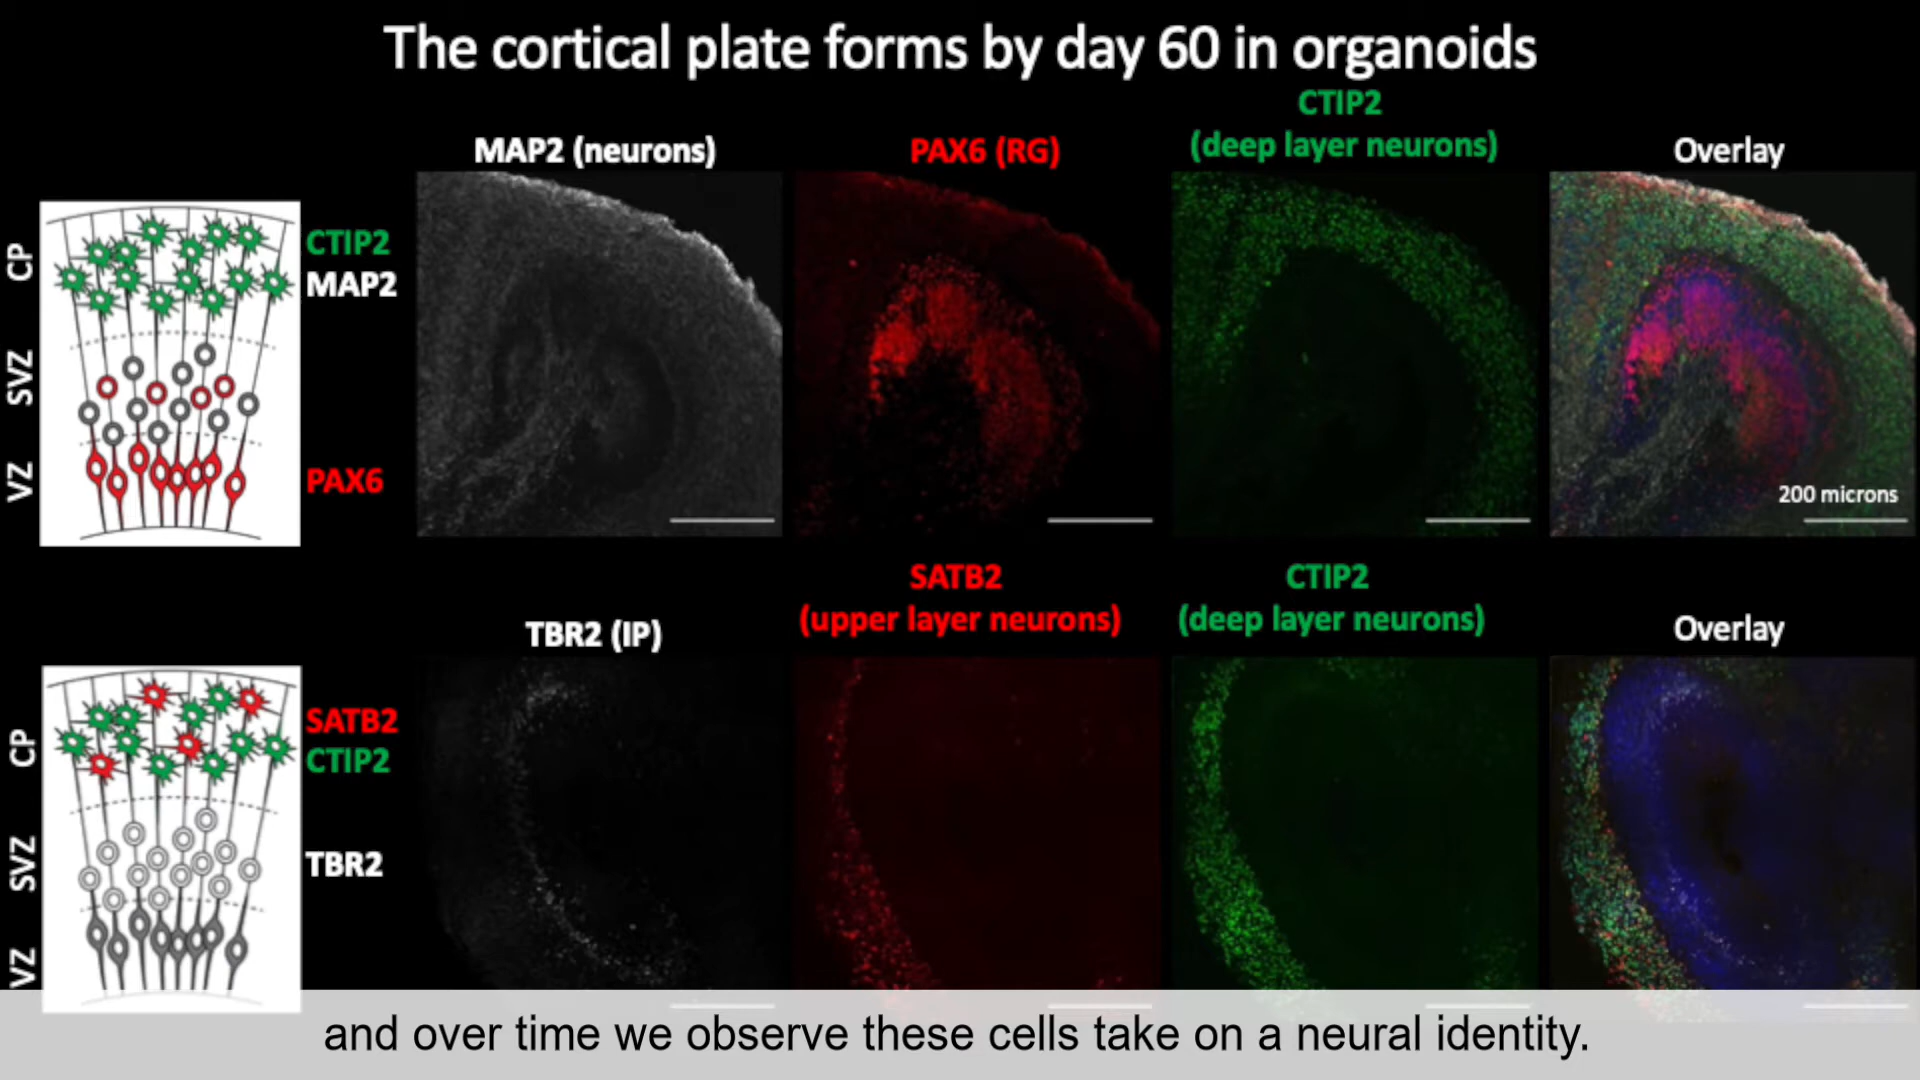 The cortical plate forms by day 60 in organoids
MAP2 (neurons)
PAX6 (RG)
CTIP2
(deep layer neurons)
Overlay
CP
SVZ
VZ
CTIP2
MAP2
PAX6
200 microns
TBR2 (IP)
SATB2
(upper layer neurons)
CTIP2
(deep layer neurons)
Overlay
CP
SVZ
VZ
SATB2
CTIP2
TBR2
and over time we observe these cells take on a neural identity.